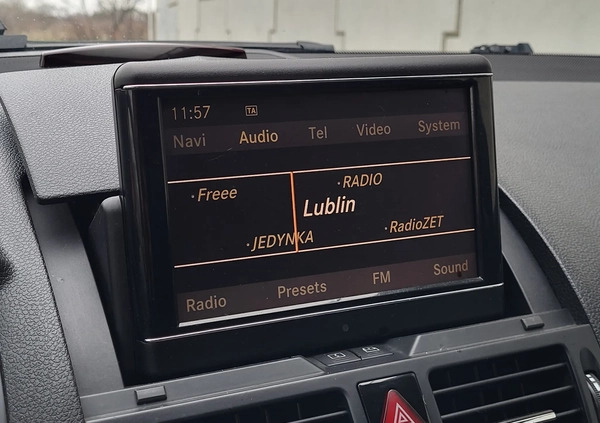 11:57 TA
Navi Audio Tel Video System
·Freee ·RADIO
Lublin
·JEDYNKA ·RadioZET
Radio Presets FM Sound